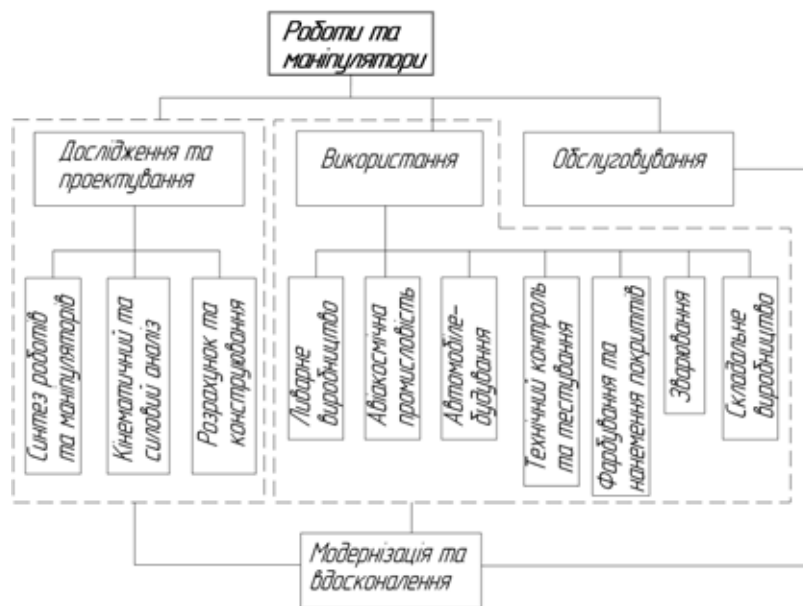 Роботи та
маніпулятори
Дослідження та
проектування
Використання
Обслуговування
Синтез роботів
та маніпуляторів
Кінематичний та
силовий аналіз
Розрахунок та
конструювання
Ливарне
виробництво
Авіакосмічна
промисловість
Автомобіле-
будування
Технічний контроль
та тестування
Фарбування та
нанемення покриттів
Зварювання
Складальне
виробництво
Модернізація та
вдосконалення